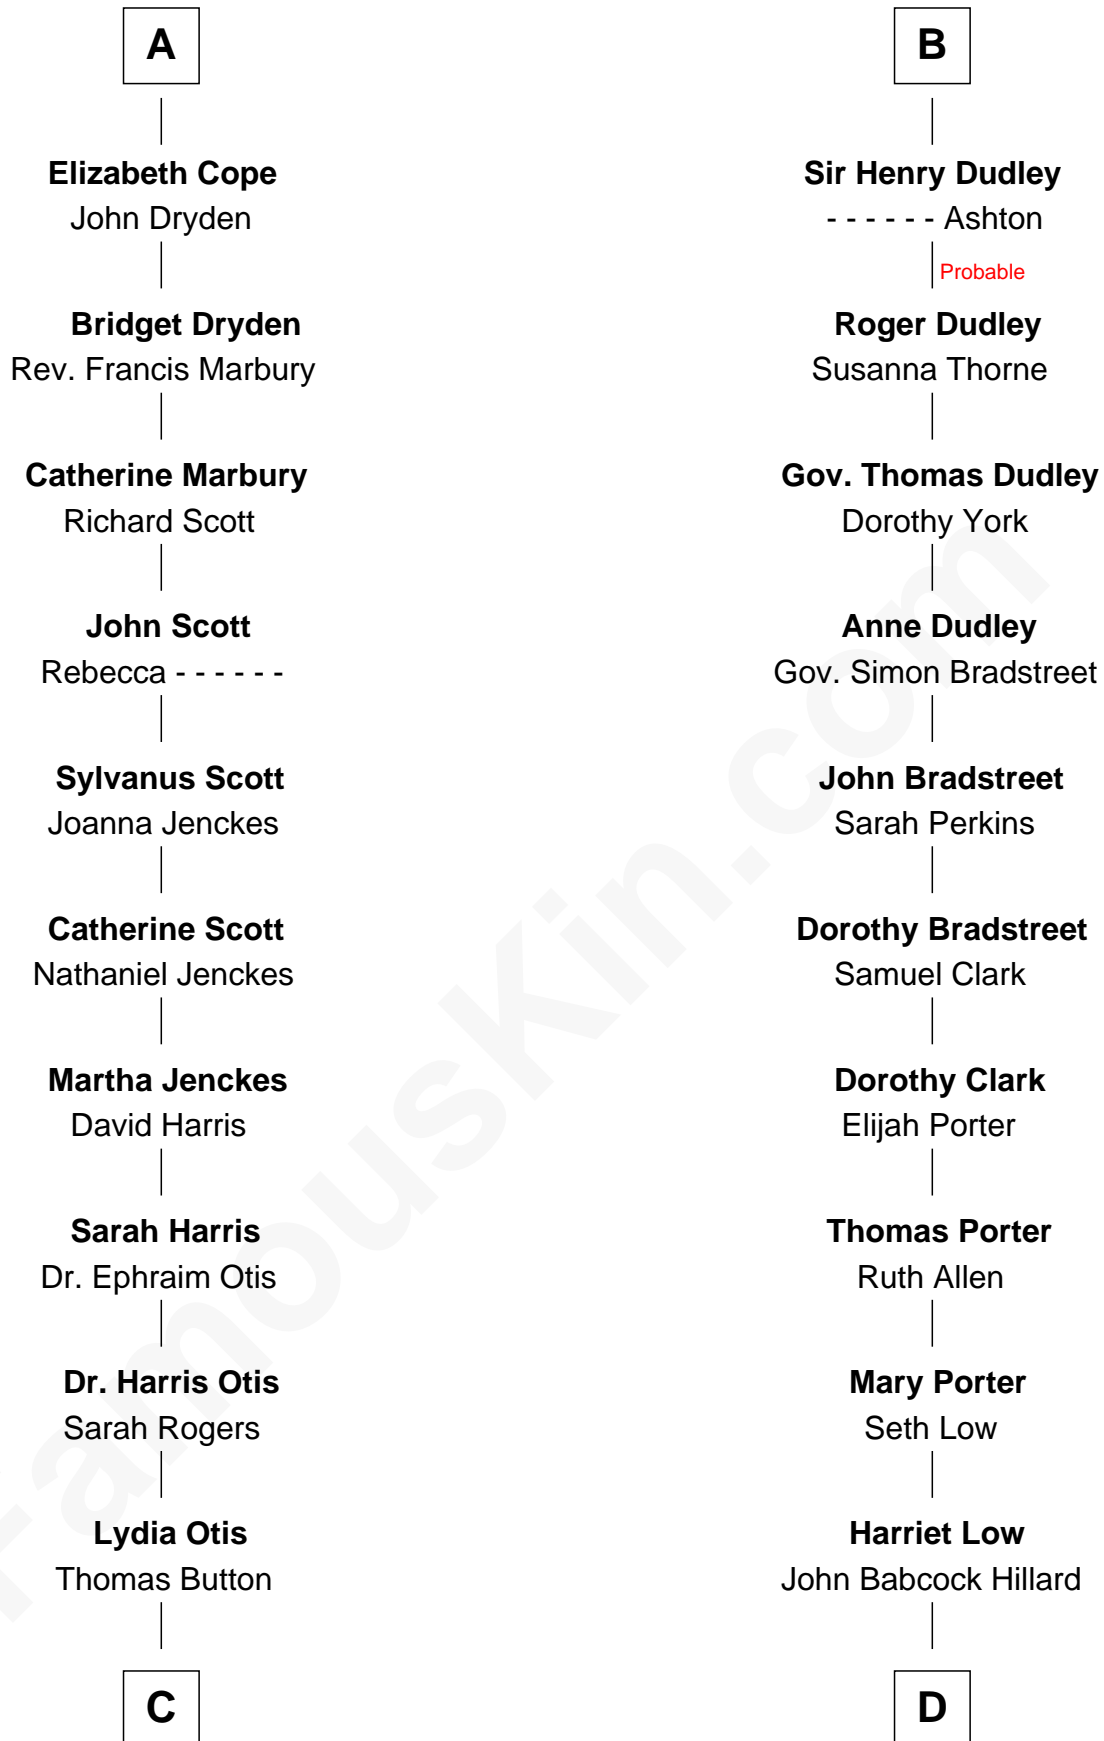 A
Elizabeth Cope
John Dryden
Bridget Dryden
Rev. Francis Marbury
Catherine Marbury
Richard Scott
John Scott
Rebecca - - - - - -
Sylvanus Scott
Joanna Jenckes
Catherine Scott
Nathaniel Jenckes
Martha Jenckes
David Harris
Sarah Harris
Dr. Ephraim Otis
Dr. Harris Otis
Sarah Rogers
Lydia Otis
Thomas Button
C
B
Sir Henry Dudley
- - - - - - Ashton
Probable
Roger Dudley
Susanna Thorne
Gov. Thomas Dudley
Dorothy York
Anne Dudley
Gov. Simon Bradstreet
John Bradstreet
Sarah Perkins
Dorothy Bradstreet
Samuel Clark
Dorothy Clark
Elijah Porter
Thomas Porter
Ruth Allen
Mary Porter
Seth Low
Harriet Low
John Babcock Hillard
D
FamousKin.com